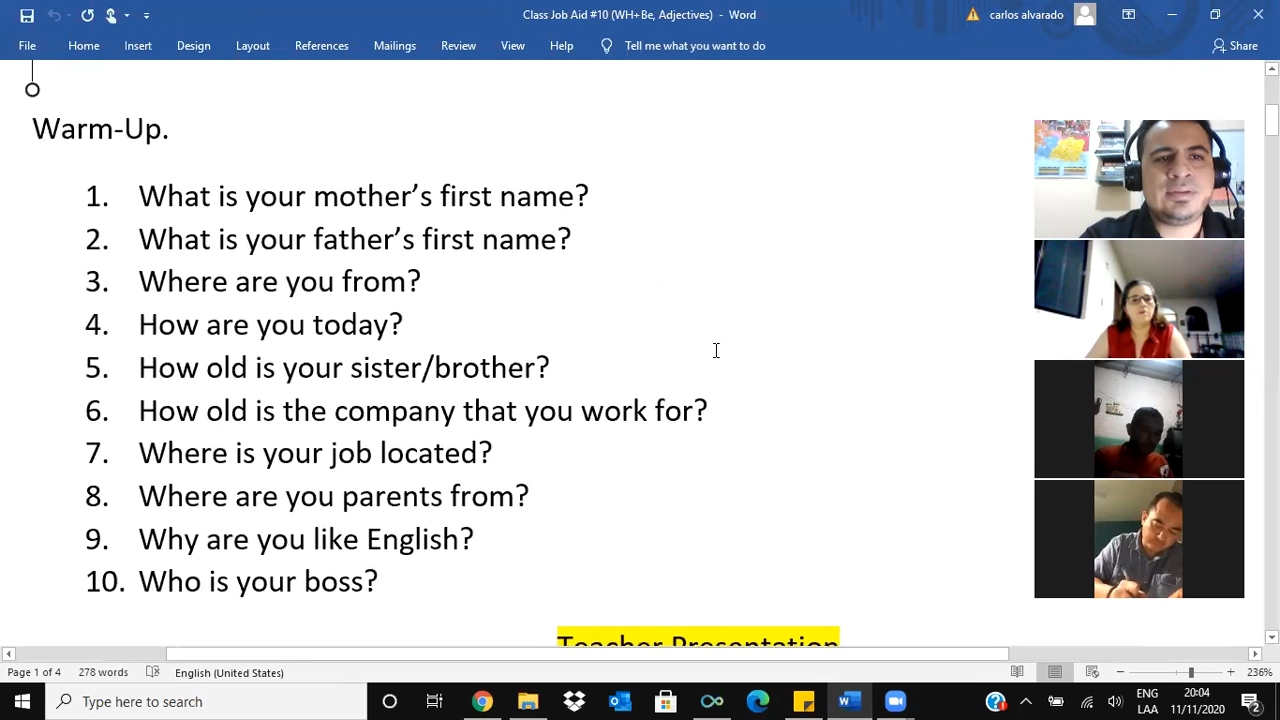 Class Job Aid #10 (WH+Be, Adjectives) - Word
carlos alvarado
File Home Insert Design Layout References Mailings Review View Help Tell me what you want to do Share
Warm-Up.
1. What is your mother’s first name?
2. What is your father’s first name?
3. Where are you from?
4. How are you today?
5. How old is your sister/brother?
6. How old is the company that you work for?
7. Where is your job located?
8. Where are you parents from?
9. Why are you like English?
10. Who is your boss?
Teacher Presentation
Page 1 of 4 278 words English (United States) 236%
Type here to search
ENG 20:04
LAA 11/11/2020 2